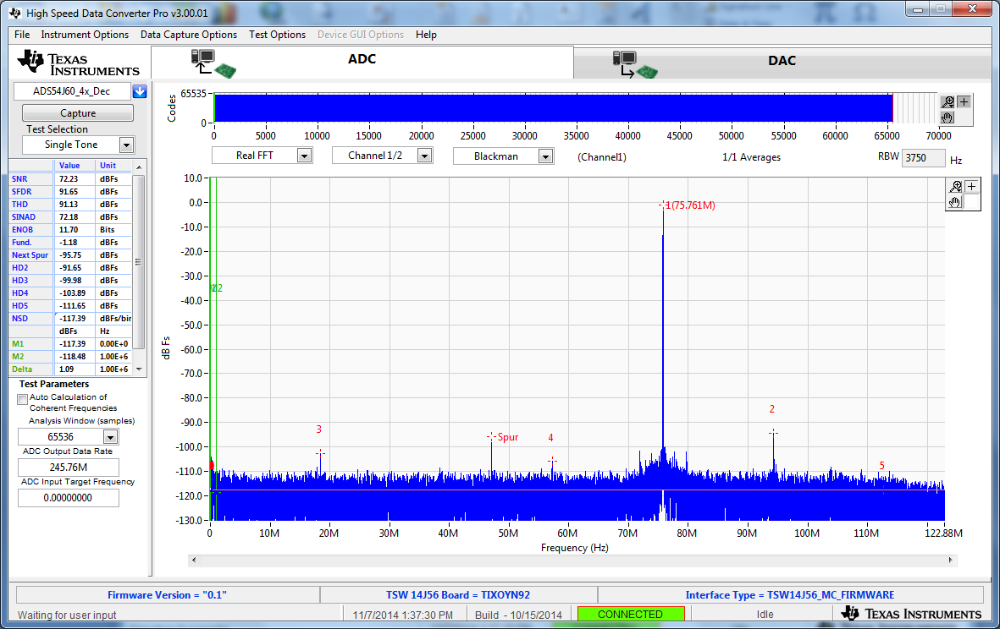 High Speed Data Converter Pro v3.00.01
File Instrument Options Data Capture Options Test Options Device GUI Options Help
TEXAS INSTRUMENTS
ADC
DAC
ADS54J60_4x_Dec
Capture
Test Selection
Single Tone
Value Unit
SNR 72.23 dBFs
SFDR 91.65 dBFs
THD 91.13 dBFs
SINAD 72.18 dBFs
ENOB 11.70 Bits
Fund. -1.18 dBFs
Next Spur -95.75 dBFs
HD2 -91.65 dBFs
HD3 -99.98 dBFs
HD4 -103.89 dBFs
HD5 -111.65 dBFs
NSD -117.39 dBFs/bin
dBFs Hz
M1 -117.39 0.00E+0
M2 -118.48 1.00E+6
Delta 1.09 1.00E+6
Test Parameters
Auto Calculation of
Coherent Frequencies
Analysis Window (samples)
65536
ADC Output Data Rate
245.76M
ADC Input Target Frequency
0.00000000
Codes
65535
0
0 5000 10000 15000 20000 25000 30000 35000 40000 45000 50000 55000 60000 65000 70000
Real FFT
Channel 1/2
Blackman
(Channel1)
1/1 Averages
RBW 3750 Hz
dB Fs
10.0
0.0
-10.0
-20.0
-30.0
-40.0
-50.0
-60.0
-70.0
-80.0
-90.0
-100.0
-110.0
-120.0
-130.0
1(75.761M)
2
3
Spur
4
5
0 10M 20M 30M 40M 50M 60M 70M 80M 90M 100M 110M 122.88M
Frequency (Hz)
Firmware Version = "0.1"
TSW 14J56 Board = TIXOYN92
Interface Type = TSW14J56_MC_FIRMWARE
Waiting for user input
11/7/2014 1:37:30 PM
Build - 10/15/2014
CONNECTED
Idle
TEXAS INSTRUMENTS